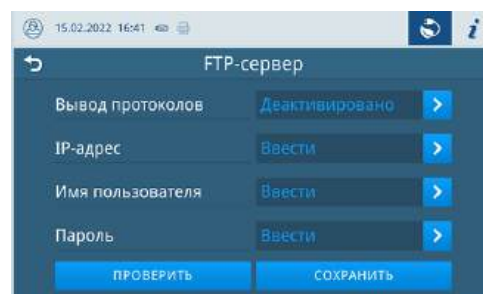 15.02.2022 16:41
FTP-сервер
Вывод протоколов Деактивировано
IP-адрес Ввести
Имя пользователя Ввести
Пароль Ввести
ПРОВЕРИТЬ СОХРАНИТЬ